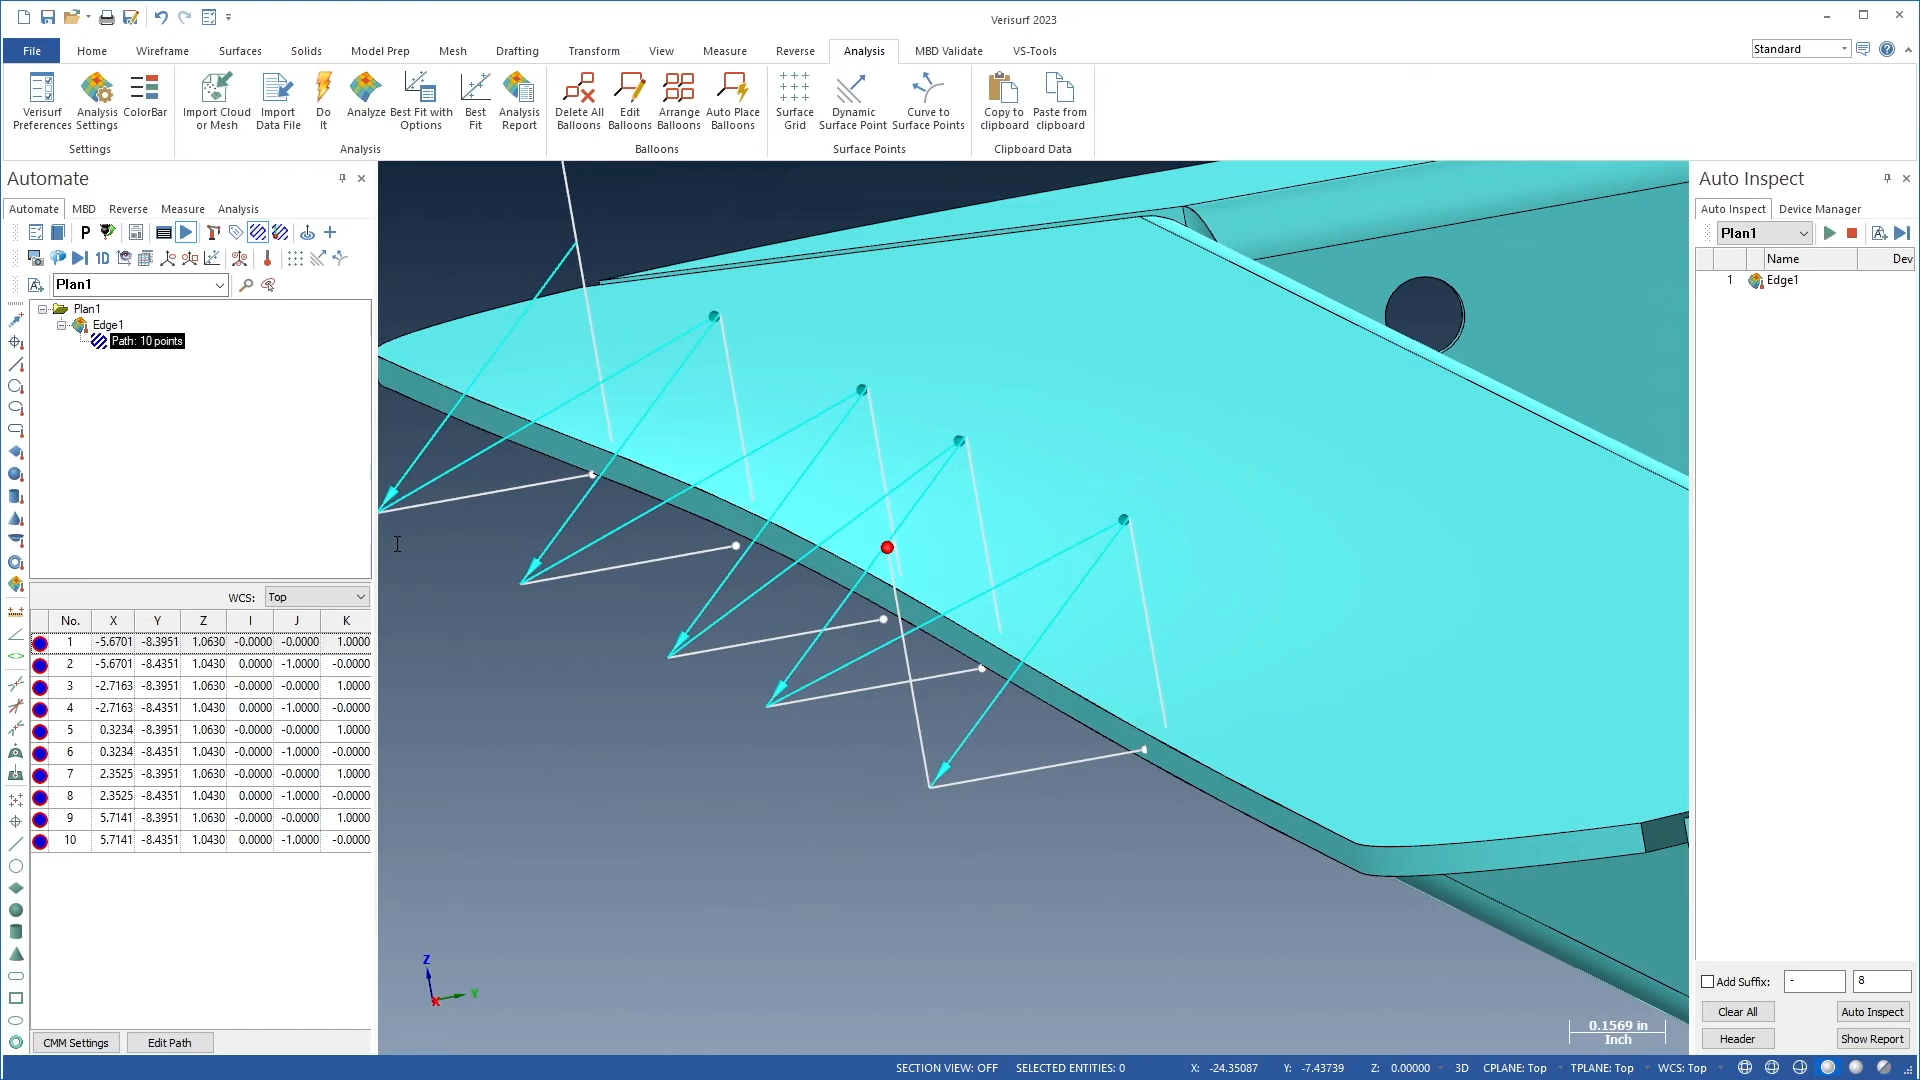 Verisurf 2023
File Home Wireframe Surfaces Solids Model Prep Mesh Drafting Transform View Measure Reverse Analysis MBD Validate VS-Tools Standard
Verisurf Preferences
Analysis Settings
ColorBar
Import Cloud or Mesh
Import Data File
Do It
Analyze
Best Fit with Options
Best Fit
Analysis Report
Delete All Balloons
Edit Balloons
Arrange Balloons
Auto Place Balloons
Surface Grid
Dynamic Surface Point
Curve to Surface Points
Copy to clipboard
Paste from clipboard
Settings Analysis Balloons Surface Points Clipboard Data
Automate
Automate MBD Reverse Measure Analysis
P
1D
Plan1
Plan1
Edge1
Path: 10 points
WCS: Top
No. X Y Z I J K
1 -5.6701 -8.3951 1.0630 -0.0000 -0.0000 1.0000
2 -5.6701 -8.4351 1.0430 0.0000 -1.0000 -0.0000
3 -2.7163 -8.3951 1.0630 -0.0000 -0.0000 1.0000
4 -2.7163 -8.4351 1.0430 0.0000 -1.0000 -0.0000
5 0.3234 -8.3951 1.0630 -0.0000 -0.0000 1.0000
6 0.3234 -8.4351 1.0430 0.0000 -1.0000 -0.0000
7 2.3525 -8.3951 1.0630 -0.0000 -0.0000 1.0000
8 2.3525 -8.4351 1.0430 0.0000 -1.0000 -0.0000
9 5.7141 -8.3951 1.0630 -0.0000 -0.0000 1.0000
10 5.7141 -8.4351 1.0430 0.0000 -1.0000 -0.0000
CMM Settings Edit Path
Z
X Y
0.1569 in
Inch
Auto Inspect
Auto Inspect Device Manager
Plan1
Name Dev
1 Edge1
Add Suffix: - 8
Clear All Auto Inspect
Header Show Report
SECTION VIEW: OFF SELECTED ENTITIES: 0 X: -24.35087 Y: -7.43739 Z: 0.00000 3D CPLANE: Top TPLANE: Top WCS: Top